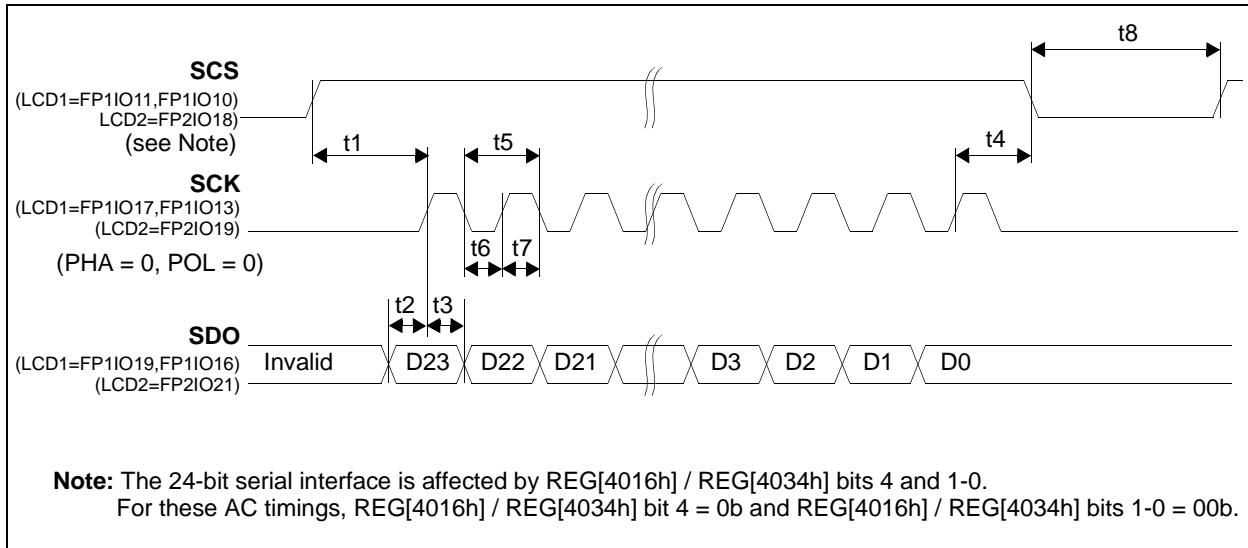 t8
SCS
(LCD1=FP1IO11,FP1IO10)
LCD2=FP2IO18)
(see Note)
t1
t5
t4
SCK
(LCD1=FP1IO17,FP1IO13)
(LCD2=FP2IO19)
t6
t7
(PHA = 0, POL = 0)
t2
t3
SDO
(LCD1=FP1IO19,FP1IO16)
(LCD2=FP2IO21)
Invalid
D23
D22
D21
D3
D2
D1
D0
Note: The 24-bit serial interface is affected by REG[4016h] / REG[4034h] bits 4 and 1-0.
For these AC timings, REG[4016h] / REG[4034h] bit 4 = 0b and REG[4016h] / REG[4034h] bits 1-0 = 00b.